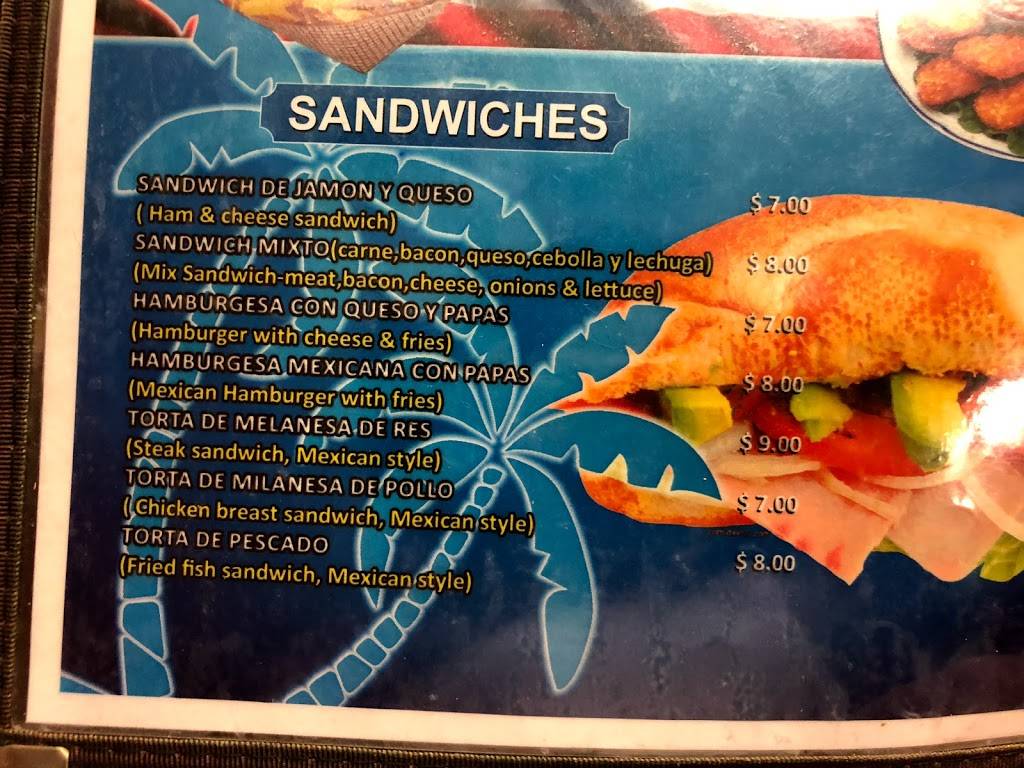 SANDWICHES
SANDWICH DE JAMON Y QUESO $ 7.00
( Ham & cheese sandwich)
SANDWICH MIXTO(carne,bacon,queso,cebolla y lechuga) $ 8.00
(Mix Sandwich-meat,bacon,cheese, onions & lettuce)
HAMBURGESA CON QUESO Y PAPAS $ 7.00
(Hamburger with cheese & fries)
HAMBURGESA MEXICANA CON PAPAS $ 8.00
(Mexican Hamburger with fries)
TORTA DE MELANESA DE RES $ 9.00
(Steak sandwich, Mexican style)
TORTA DE MILANESA DE POLLO $ 7.00
( Chicken breast sandwich, Mexican style)
TORTA DE PESCADO $ 8.00
(Fried fish sandwich, Mexican style)